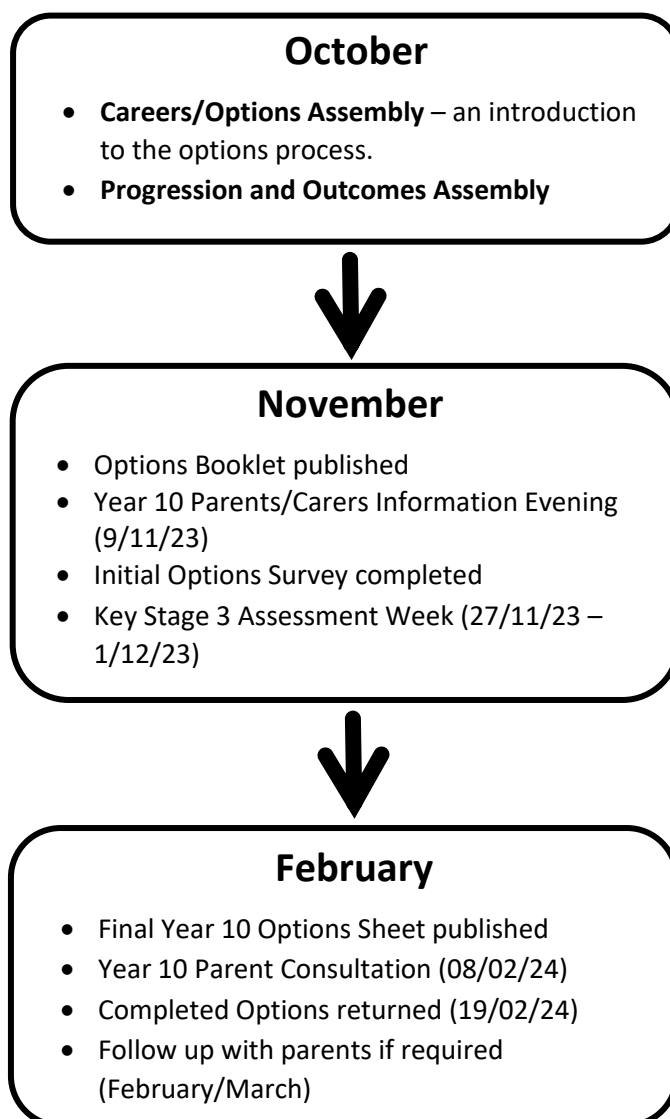 October
• Careers/Options Assembly – an introduction
to the options process.
• Progression and Outcomes Assembly
November
• Options Booklet published
• Year 10 Parents/Carers Information Evening
(9/11/23)
• Initial Options Survey completed
• Key Stage 3 Assessment Week (27/11/23 –
1/12/23)
February
• Final Year 10 Options Sheet published
• Year 10 Parent Consultation (08/02/24)
• Completed Options returned (19/02/24)
• Follow up with parents if required
(February/March)